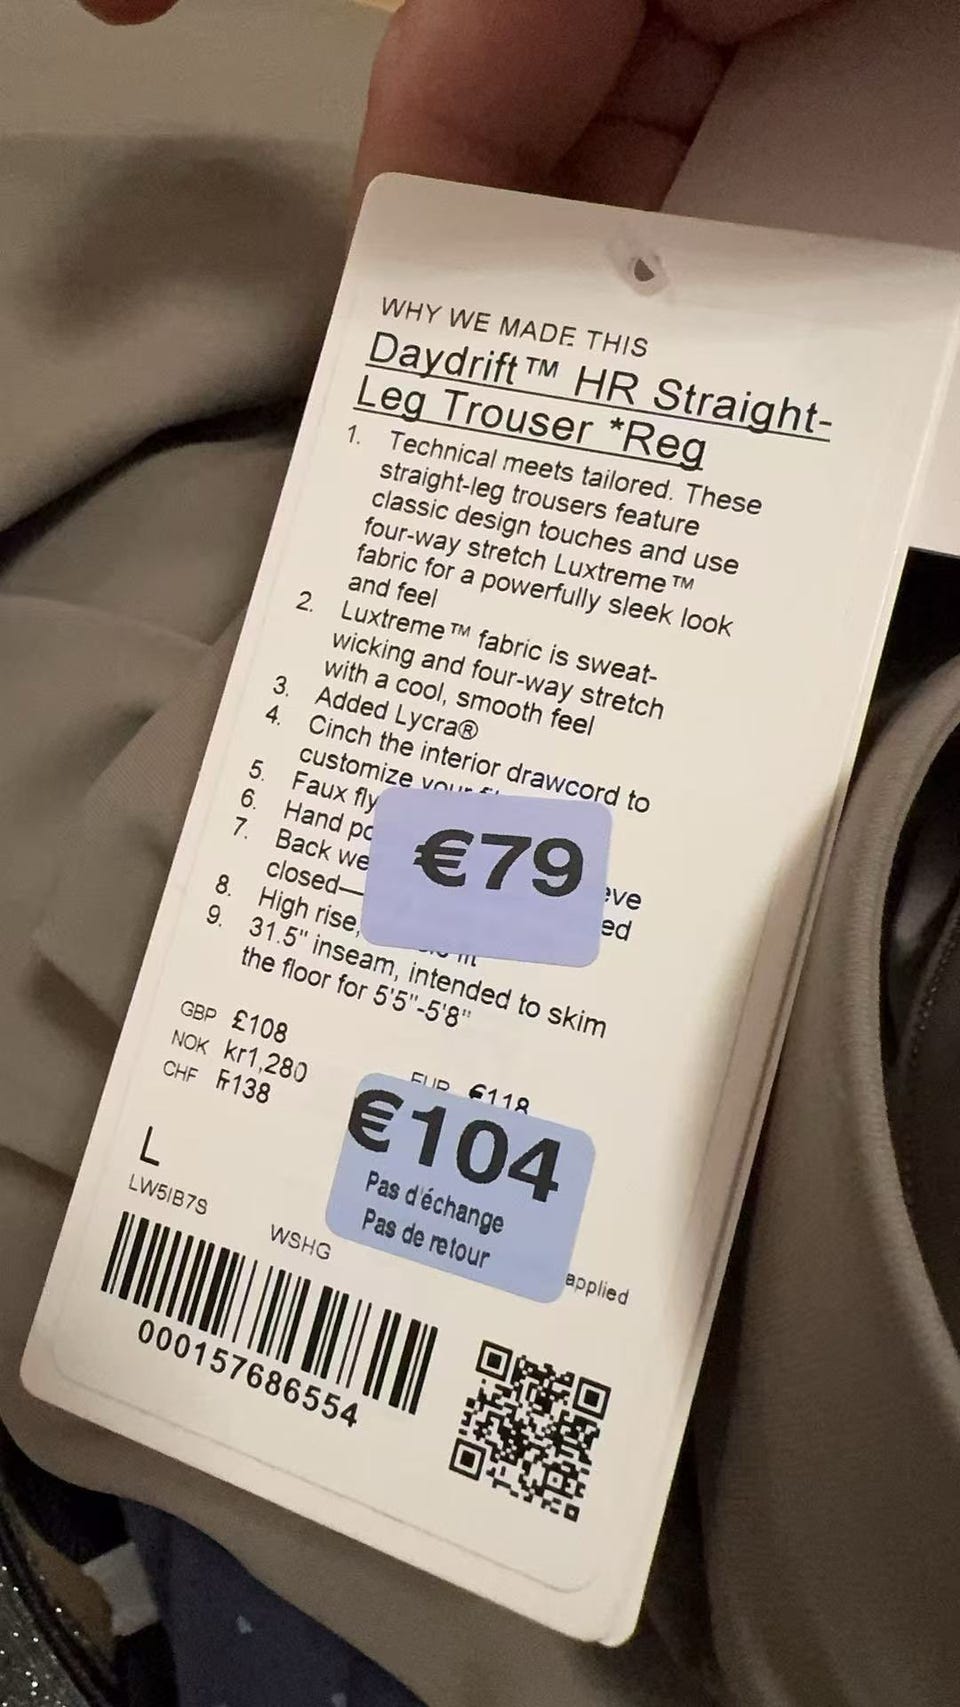 WHY WE MADE THIS
Daydrift™ HR Straight-
Leg Trouser *Reg
1. Technical meets tailored. These
straight-leg trousers feature
classic design touches and use
four-way stretch Luxtreme™
fabric for a powerfully sleek look
and feel
2. Luxtreme™ fabric is sweat-
wicking and four-way stretch
with a cool, smooth feel
3. Added Lycra®
4. Cinch the interior drawcord to
customize your
5. Faux fly
6. Hand
7. Back
closed—
€79
8. High rise,
9. 31.5" inseam, intended to skim
the floor for 5'5"-5'8"
GBP £108
NOK kr1,280
CHF Fr138
EUR €118
€104
Pas d'échange
Pas de retour
applied
L
LW5IB7S
WSHG
000157686554